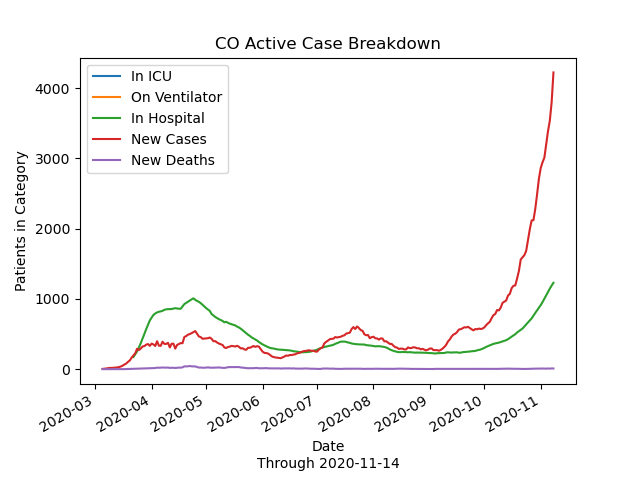 CO Active Case Breakdown
In ICU
On Ventilator
In Hospital
New Cases
New Deaths
Patients in Category
4000
3000
2000
1000
0
2020-03
2020-04
2020-05
2020-06
2020-07
2020-08
2020-09
2020-10
2020-11
Date
Through 2020-11-14